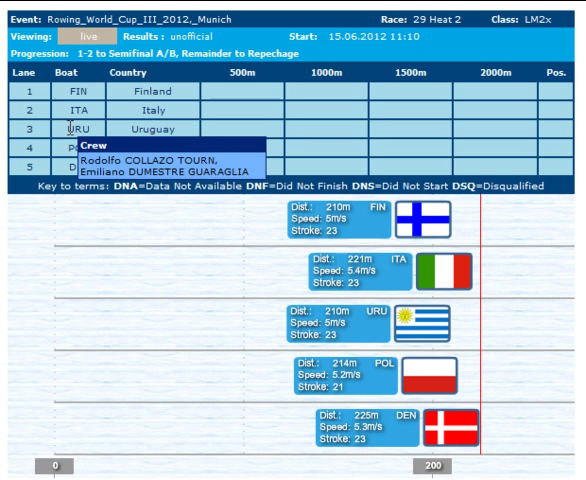 Event: Rowing_World_Cup_III_2012,_Munich Race: 29 Heat 2 Class: LM2x
Viewing: live Results : unofficial Start: 15.06.2012 11:10
Progression: 1-2 to Semifinal A/B, Remainder to Repechage
Lane Boat Country 500m 1000m 1500m 2000m Pos.
1 FIN Finland
2 ITA Italy
3 URU Uruguay
4
5
Crew
Rodolfo COLLAZO TOURN,
Emiliano DUMESTRE GUARAGLIA
Key to terms: DNA=Data Not Available DNF=Did Not Finish DNS=Did Not Start DSQ=Disqualified
Dist.: 210m FIN
Speed: 5m/s
Stroke: 23
Dist.: 221m ITA
Speed: 5.4m/s
Stroke: 23
Dist.: 210m URU
Speed: 5m/s
Stroke: 23
Dist.: 214m POL
Speed: 5.2m/s
Stroke: 21
Dist.: 225m DEN
Speed: 5.3m/s
Stroke: 23
0 200